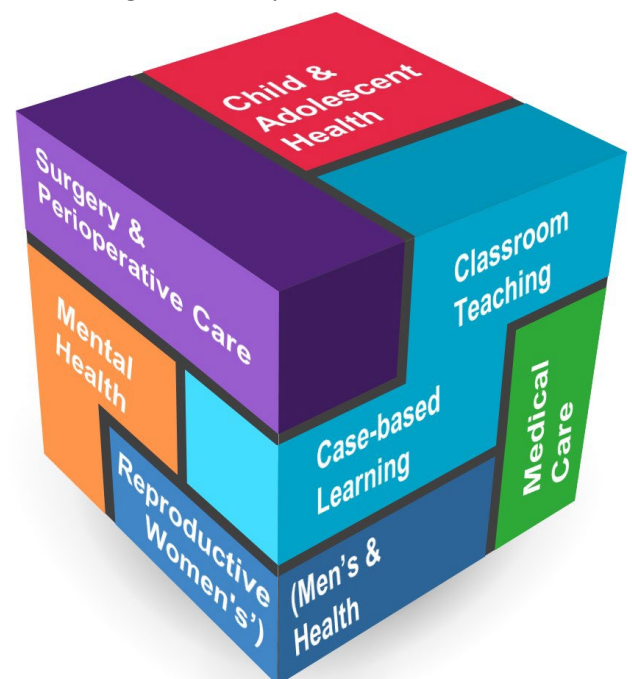 Child &
Adolescent
Health
Surgery &
Perioperative Care
Classroom
Teaching
Mental
Health
Case-based
Learning
Medical
Care
Reproductive
Women's')
(Men's &
Health